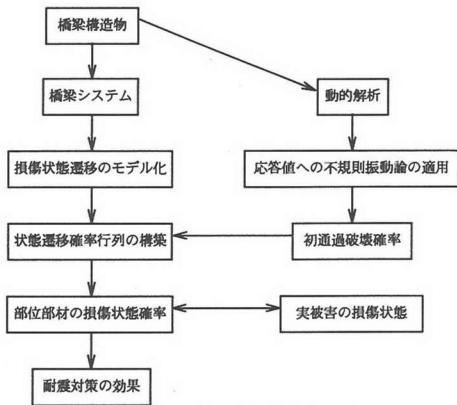 橋梁構造物
橋梁システム
動的解析
損傷状態遷移のモデル化
応答値への不規則振動論の適用
状態遷移確率行列の構築
初通過破壊確率
部位部材の損傷状態確率
実被害の損傷状態
耐震対策の効果